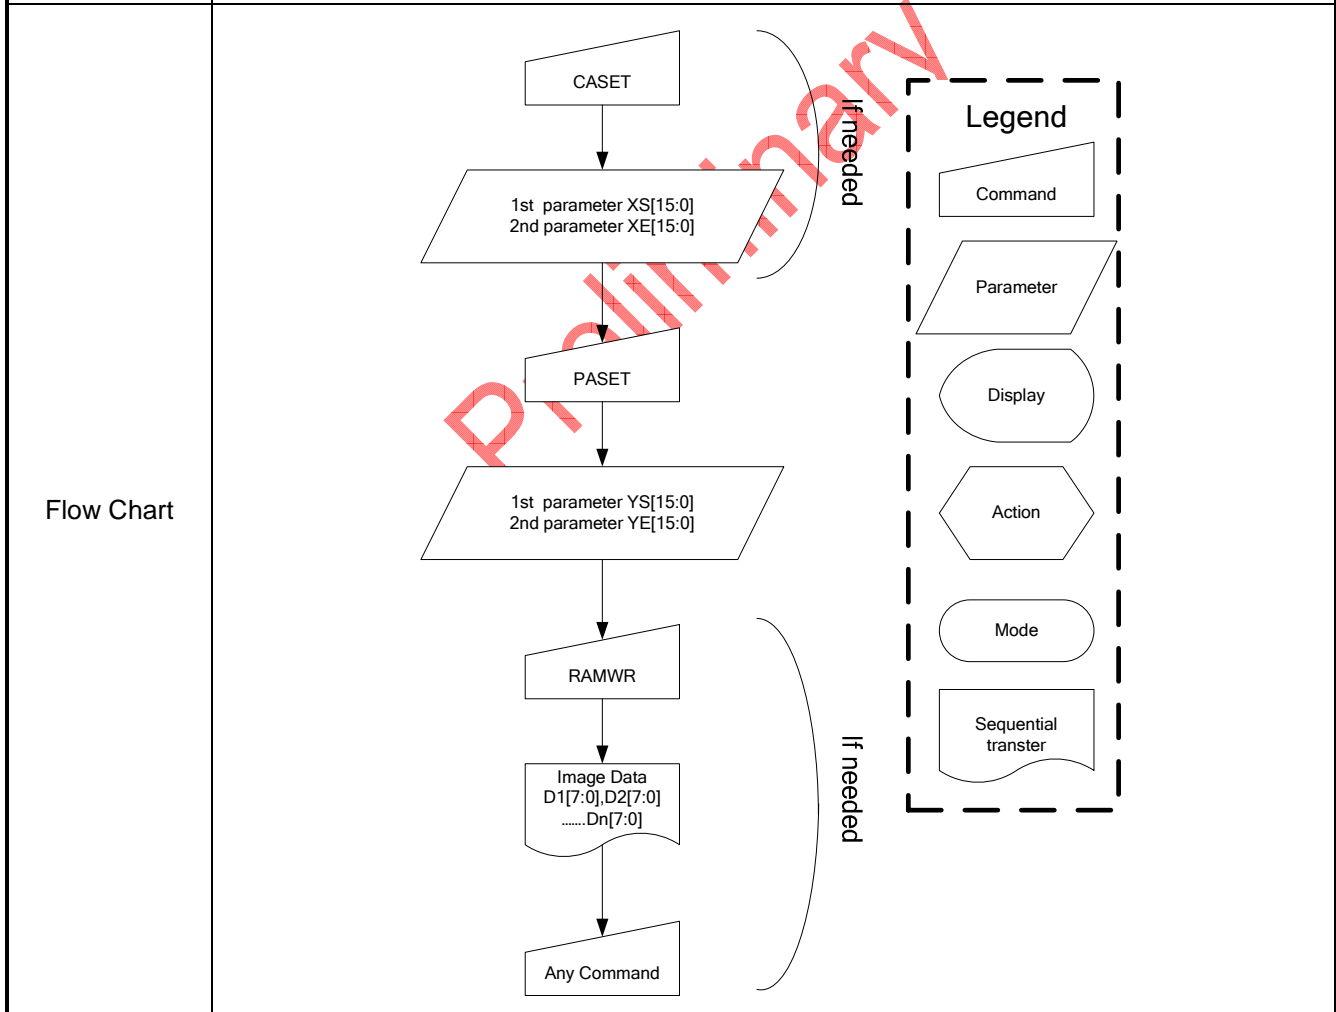 Flow Chart
CASET
1st parameter XS[15:0]
2nd parameter XE[15:0]
If needed
PASET
1st parameter YS[15:0]
2nd parameter YE[15:0]
RAMWR
Image Data
D1[7:0],D2[7:0]
.......Dn[7:0]
Any Command
If needed
Legend
Command
Parameter
Display
Action
Mode
Sequential
transter
Preliminary